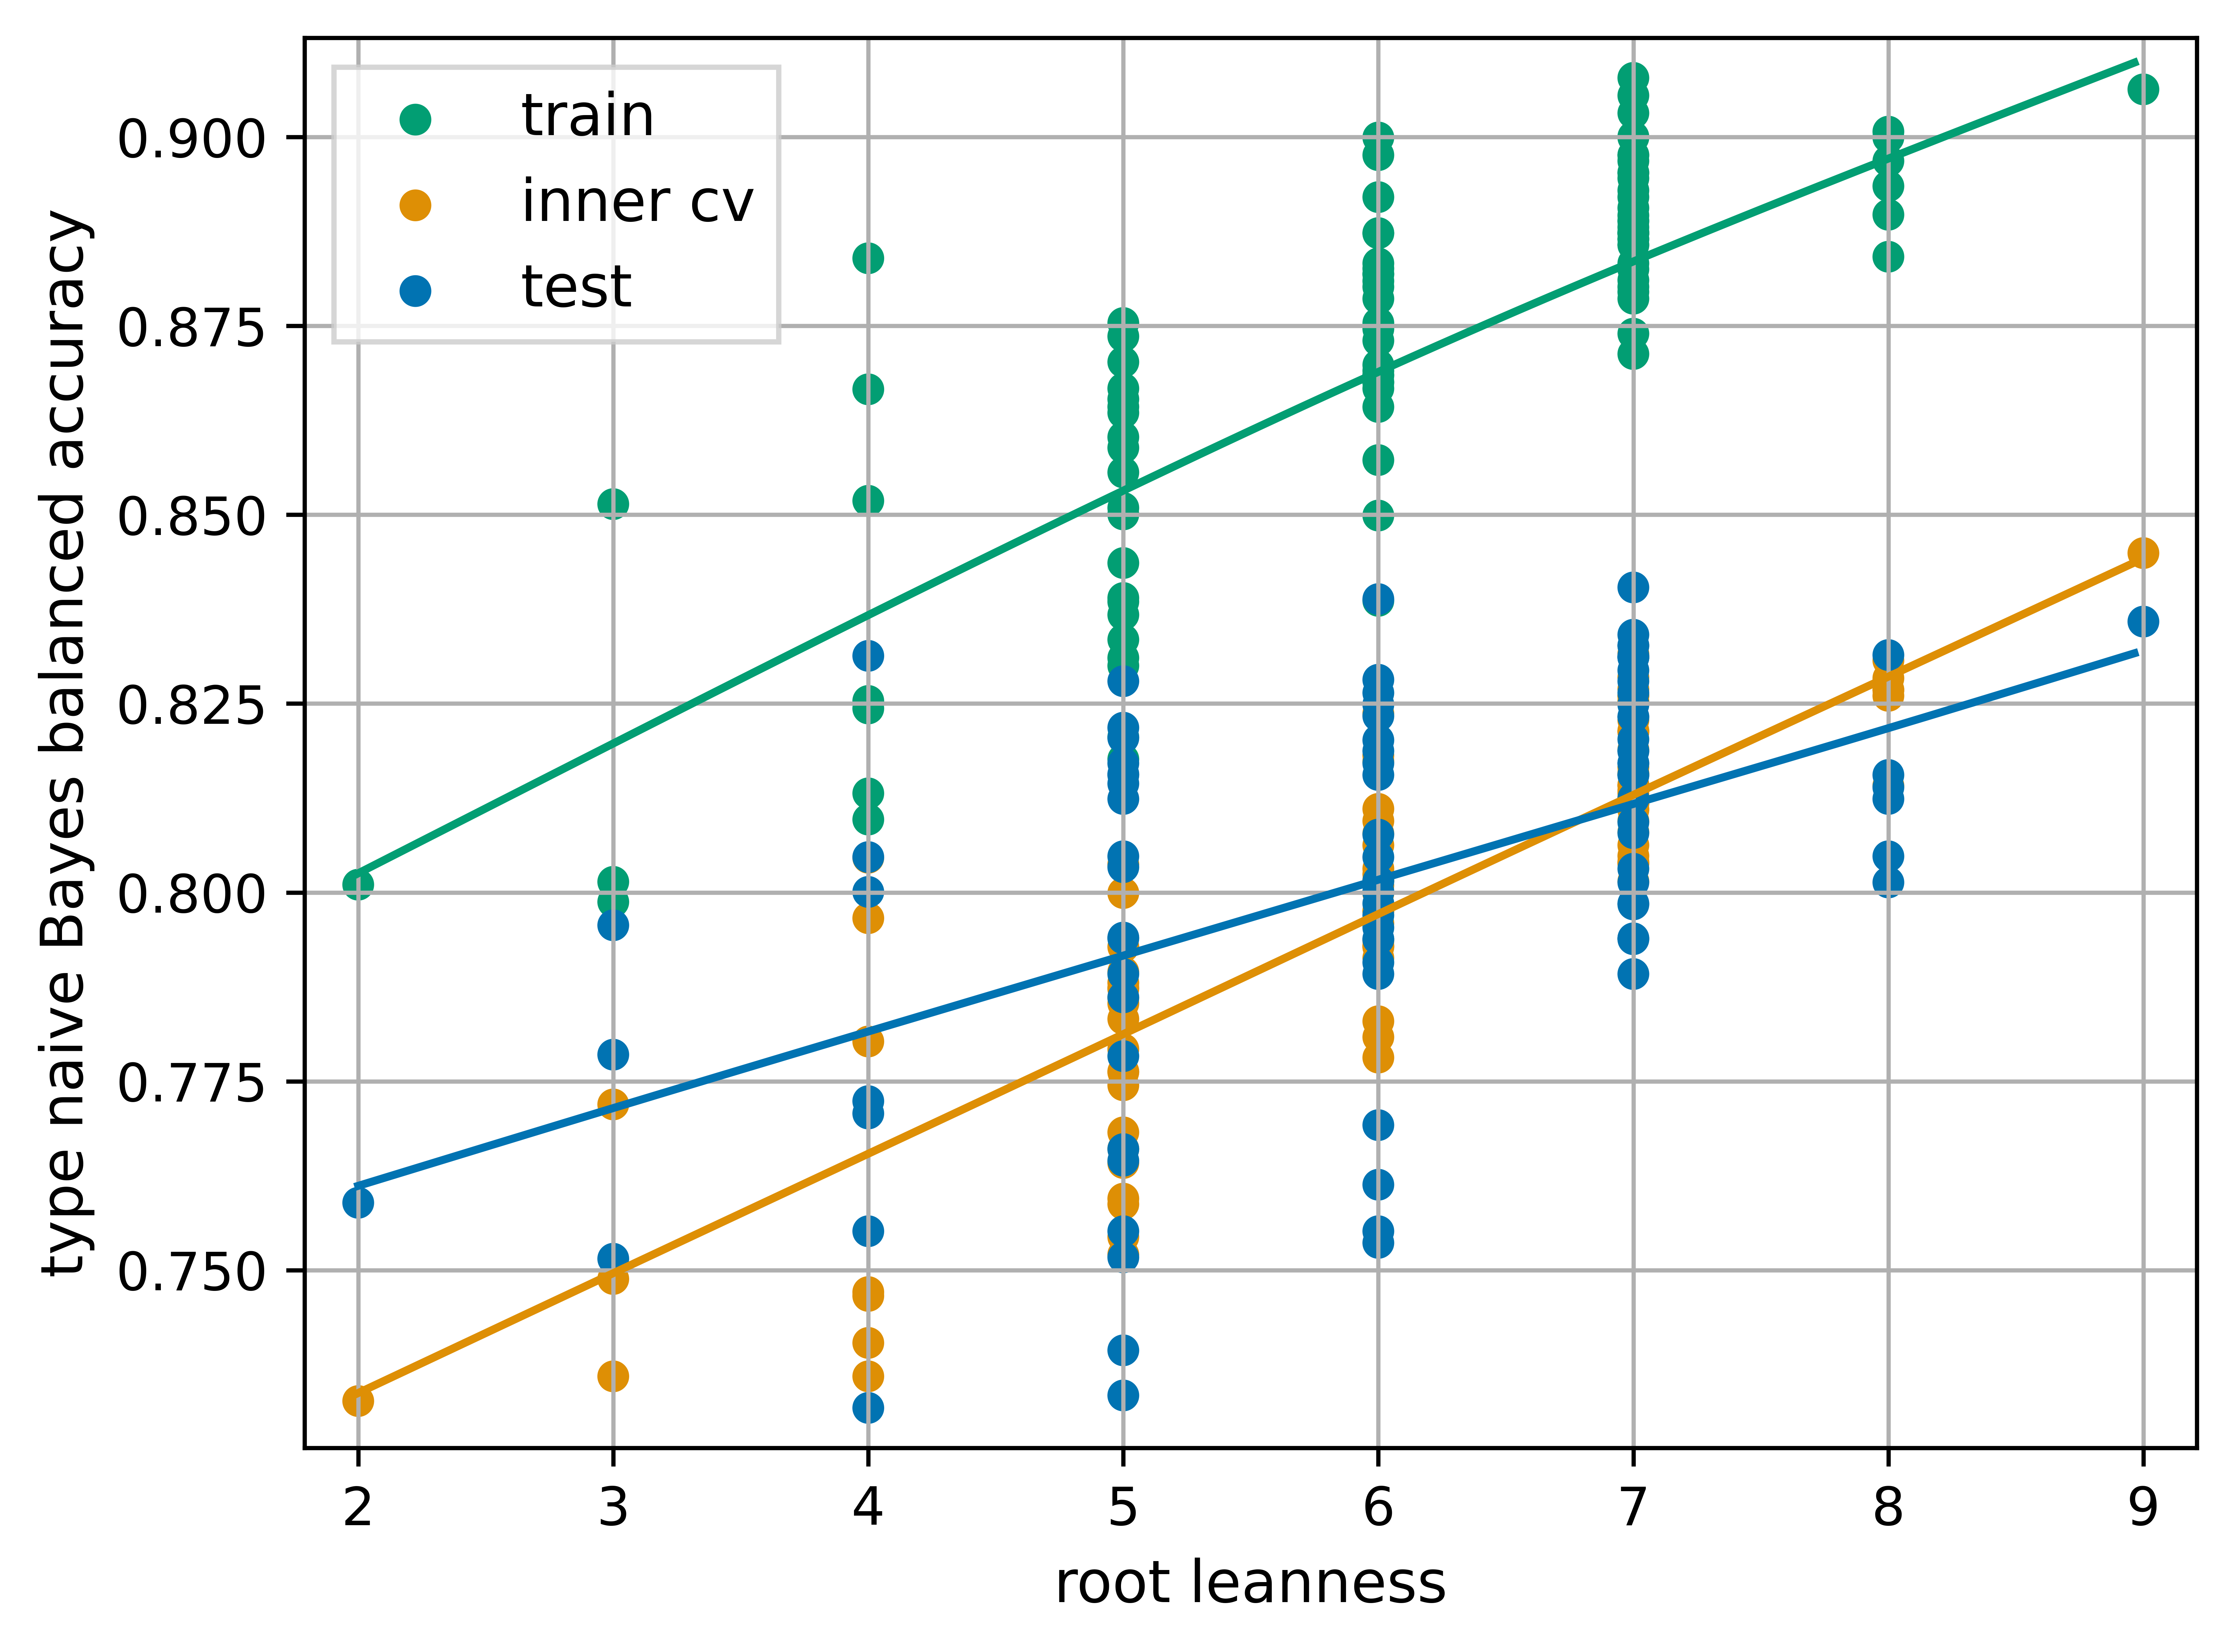 train
inner cv
test
0.900
0.875
0.850
0.825
0.800
0.775
0.750
type naive Bayes balanced accuracy
2 3 4 5 6 7 8 9
root leanness